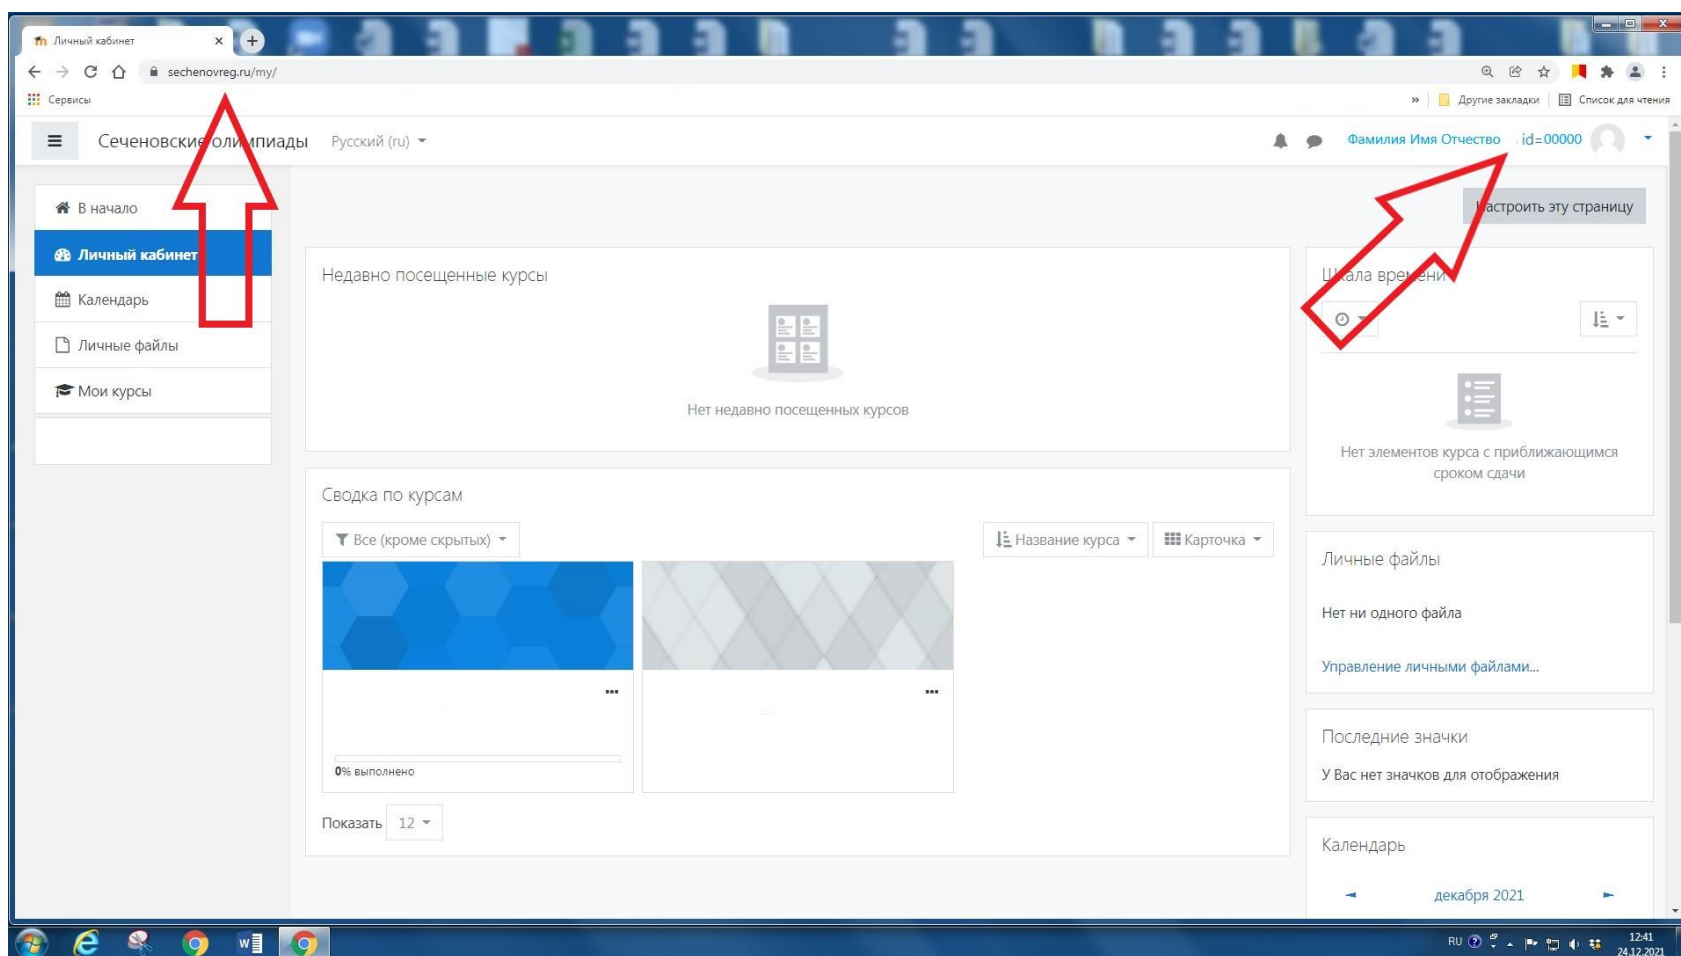 Личный кабинет
sechenovreg.ru/my/
Сервисы
» Другие закладки Список для чтения
Сеченовские олимпиады Русский (ru)
Фамилия Имя Отчество id=00000
Настроить эту страницу
В начало
Личный кабинет
Календарь
Личные файлы
Мои курсы
Недавно посещенные курсы
Нет недавно посещенных курсов
Сводка по курсам
Все (кроме скрытых)
Название курса
Карточка
0% выполнено
Показать 12
Шкала времени
Нет элементов курса с приближающимся
сроком сдачи
Личные файлы
Нет ни одного файла
Управление личными файлами...
Последние значки
У Вас нет значков для отображения
Календарь
декабря 2021
RU
12:41
24.12.2021